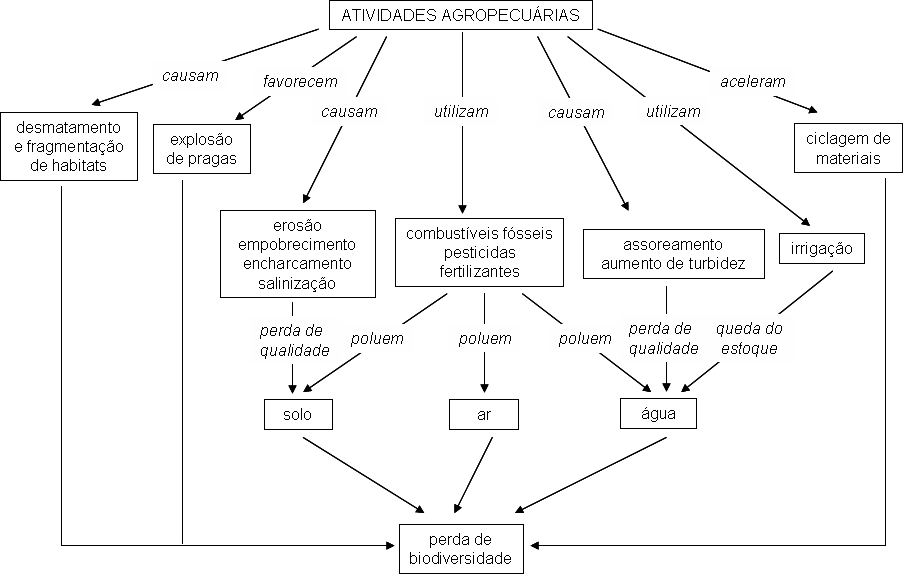 ATIVIDADES AGROPECUÁRIAS
causam
favorecem
causam
utilizam
causam
utilizam
aceleram
desmatamento
e fragmentação
de habitats
explosão
de pragas
ciclagem de
materiais
erosão
empobrecimento
encharcamento
salinização
combustíveis fósseis
pesticidas
fertilizantes
assoreamento
aumento de turbidez
irrigação
perda de
qualidade
poluem
poluem
poluem
perda de
qualidade
queda do
estoque
solo
ar
água
perda de
biodiversidade